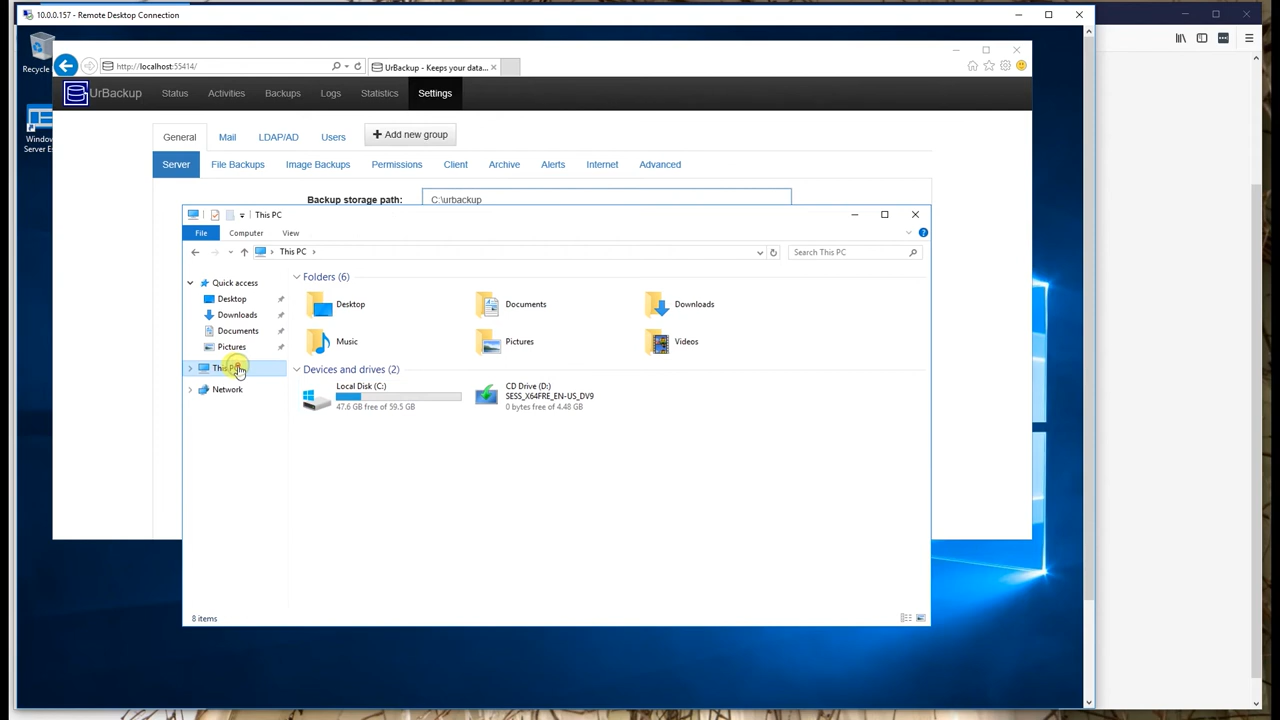 10.0.0.157 - Remote Desktop Connection
Recycle
http://localhost:55414/
UrBackup - Keeps your data...
UrBackup
Status
Activities
Backups
Logs
Statistics
Settings
Window
Server Es
General
Mail
LDAP/AD
Users
Add new group
Server
File Backups
Image Backups
Permissions
Client
Archive
Alerts
Internet
Advanced
Backup storage path:
C:\urbackup
This PC
File
Computer
View
This PC
Search This PC
Quick access
Desktop
Downloads
Documents
Pictures
This PC
Network
Folders (6)
Desktop
Documents
Downloads
Music
Pictures
Videos
Devices and drives (2)
Local Disk (C:)
47.6 GB free of 59.5 GB
CD Drive (D:)
SESS_X64FRE_EN-US_DV9
0 bytes free of 4.48 GB
8 items